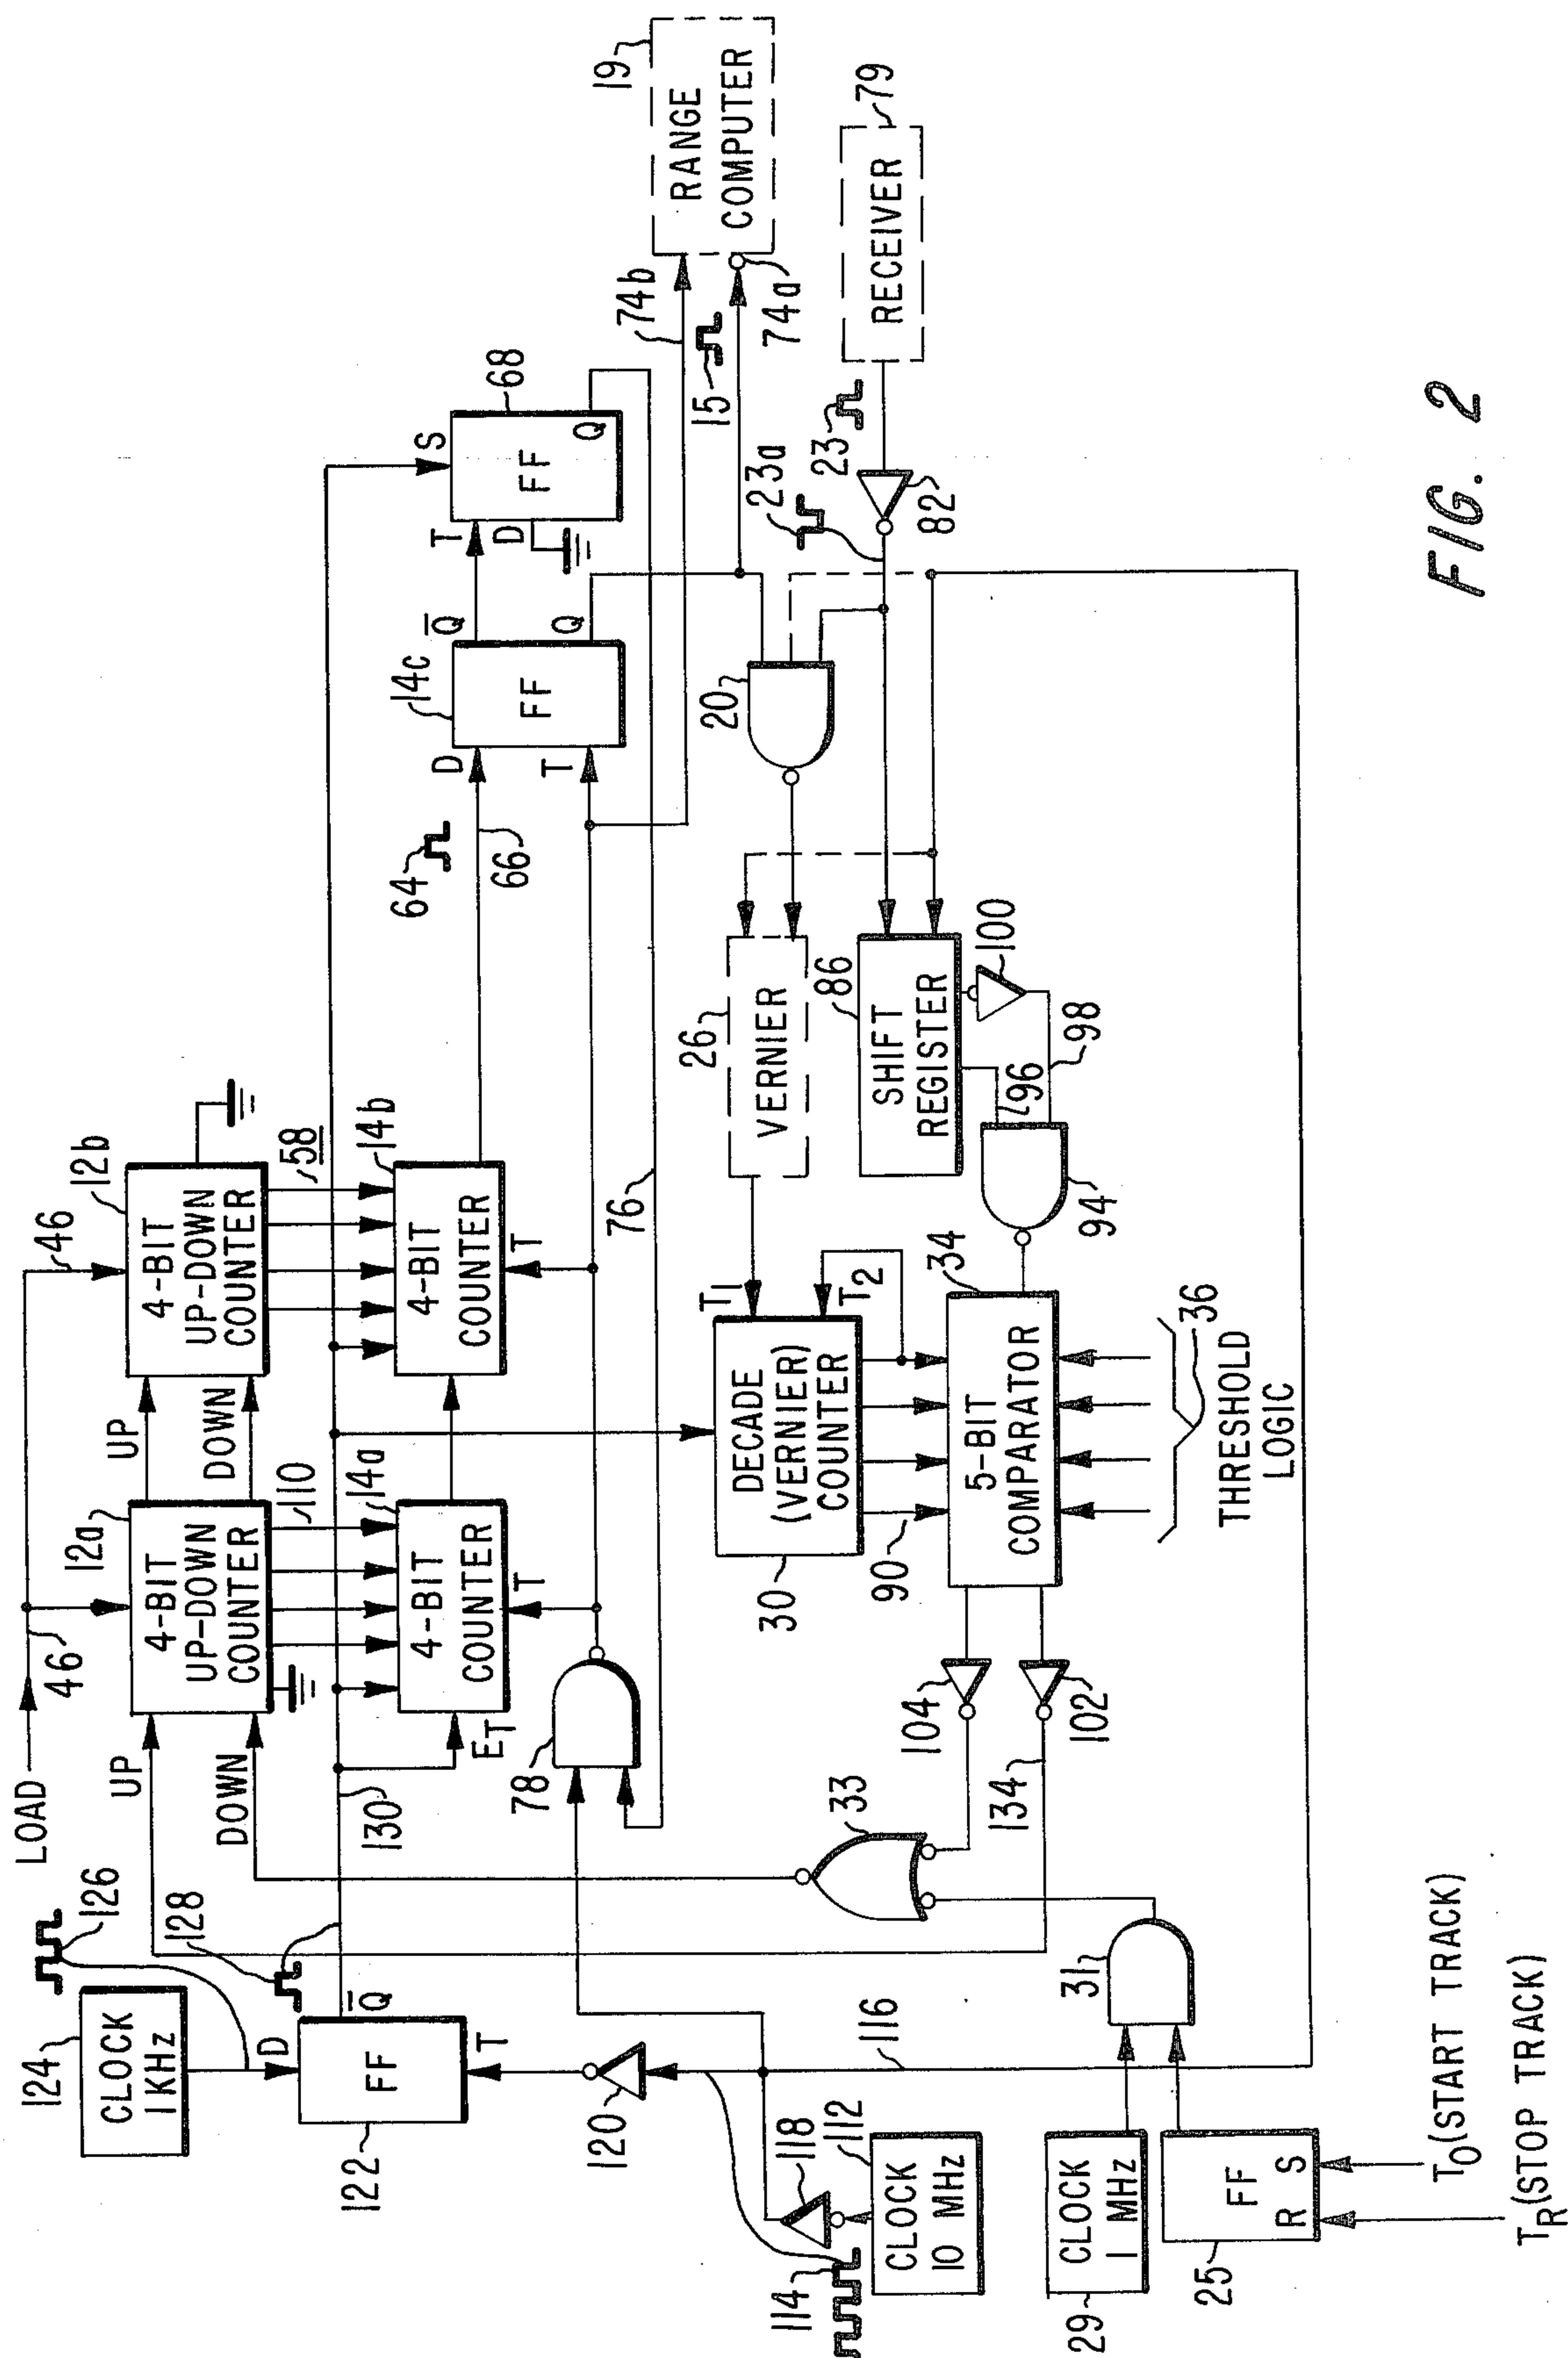 LOAD
46
46
12a
4-BIT
UP-DOWN
COUNTER
UP
DOWN
12b
4-BIT
UP-DOWN
COUNTER
UP
DOWN
110
58
14a
4-BIT
COUNTER
T
ET
14b
4-BIT
COUNTER
T
124
CLOCK
1 KHz
126
128
D
Q̅
FF
T
122
120
130
78
76
64
66
14c
D
Q̅
FF
T
Q
68
S
T
D
FF
Q
19
RANGE
COMPUTER
74b
74a
15
79
RECEIVER
23
23a
82
20
26
VERNIER
86
SHIFT
REGISTER
100
98
96
94
T1
T2
DECADE
(VERNIER)
COUNTER
30
90
34
5-BIT
COMPARATOR
36
THRESHOLD
LOGIC
104
102
134
33
31
116
118
112
114
CLOCK
10 MHz
CLOCK
1 MHz
29
FF
R S
25
TO(START TRACK)
TR(STOP TRACK)
FIG. 2